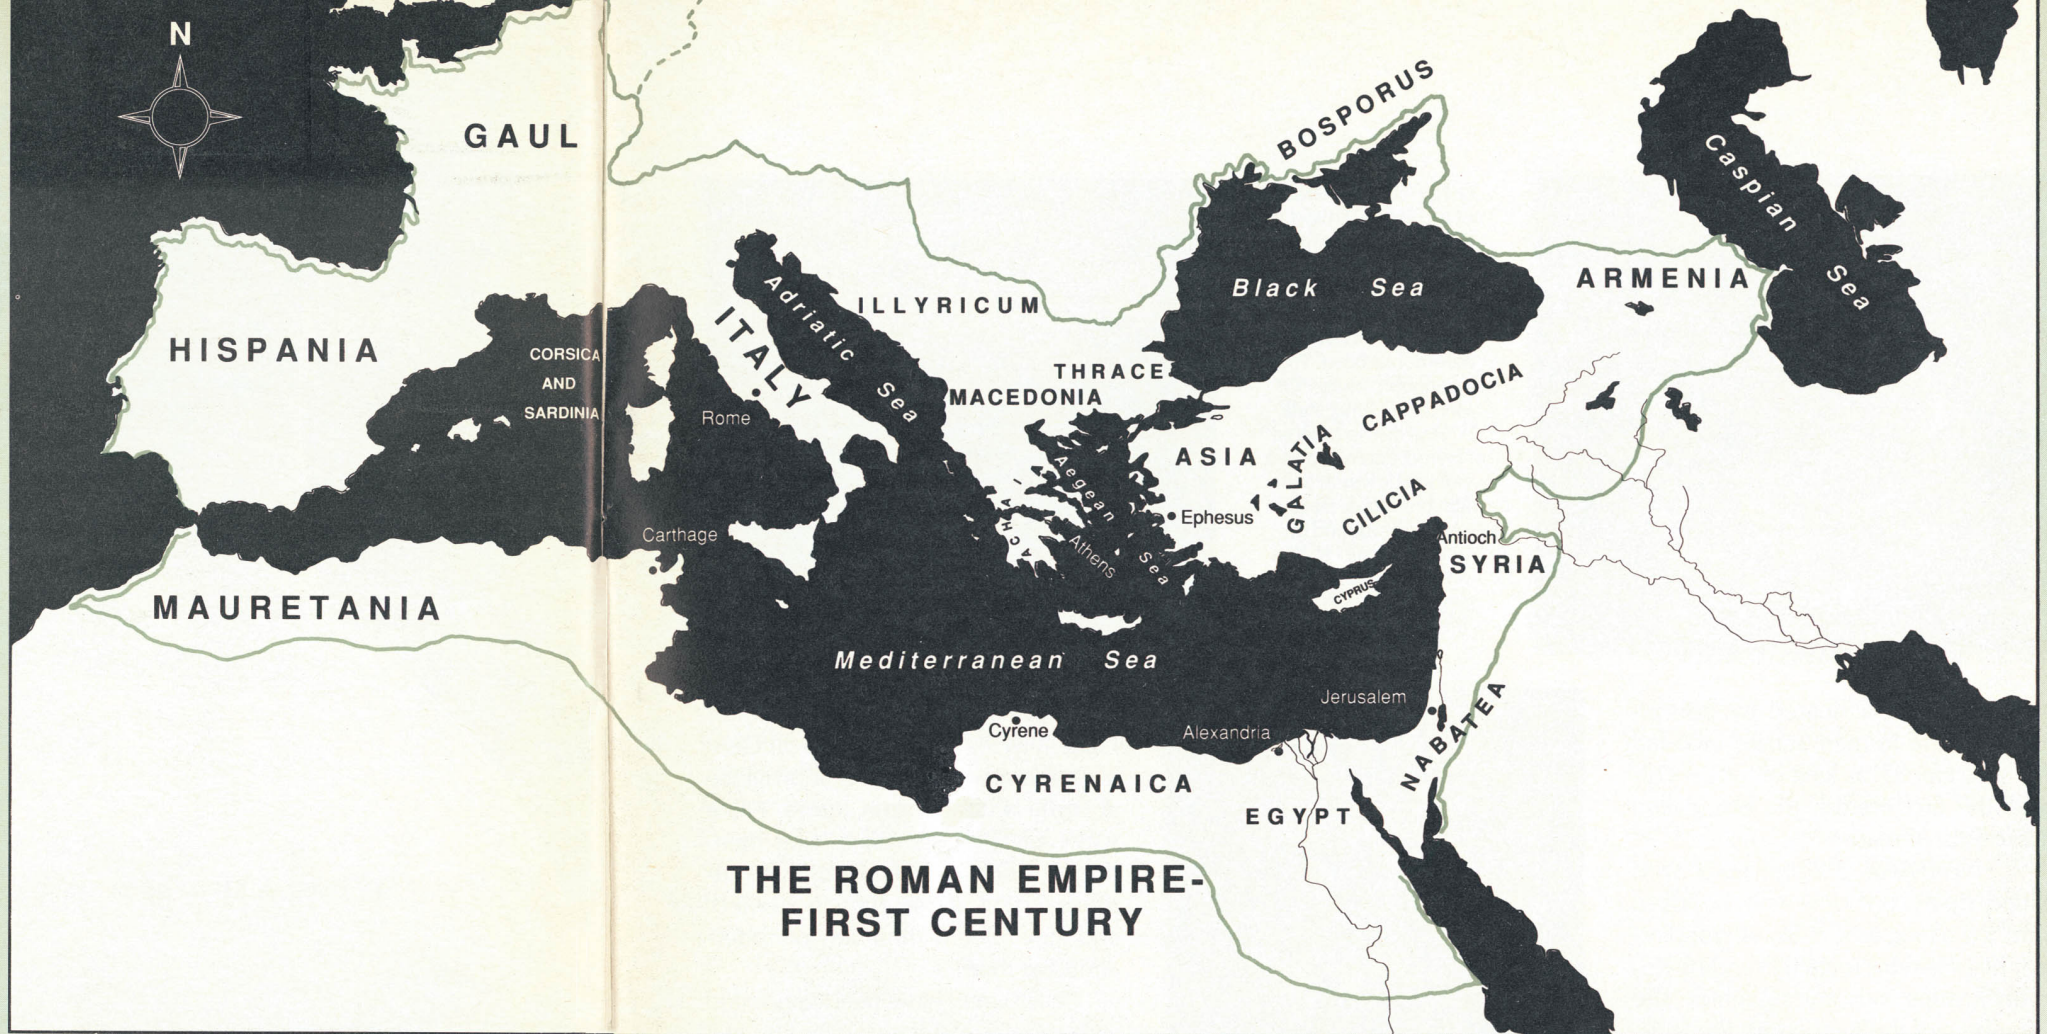 N
GAUL
BOSPORUS
Caspian Sea
HISPANIA
ITALY
Adriatic Sea
ILLYRICUM
Black Sea
ARMENIA
CORSICA
AND
SARDINIA
Rome
THRACE
MACEDONIA
CAPPADOCIA
ASIA
GALATIA
CILICIA
Aegean Sea
ACHAI
Athens
Ephesus
Antioch
SYRIA
Carthage
CYPRUS
MAURETANIA
Mediterranean Sea
Jerusalem
NABATEA
Cyrene
Alexandria
CYRENAICA
EGYPT
THE ROMAN EMPIRE-
FIRST CENTURY